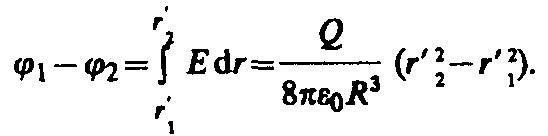 φ₁ − φ₂ = ∫_{r′₁}^{r′₂} E dr = Q / (8πε₀R³) (r′₂² − r′₁²).